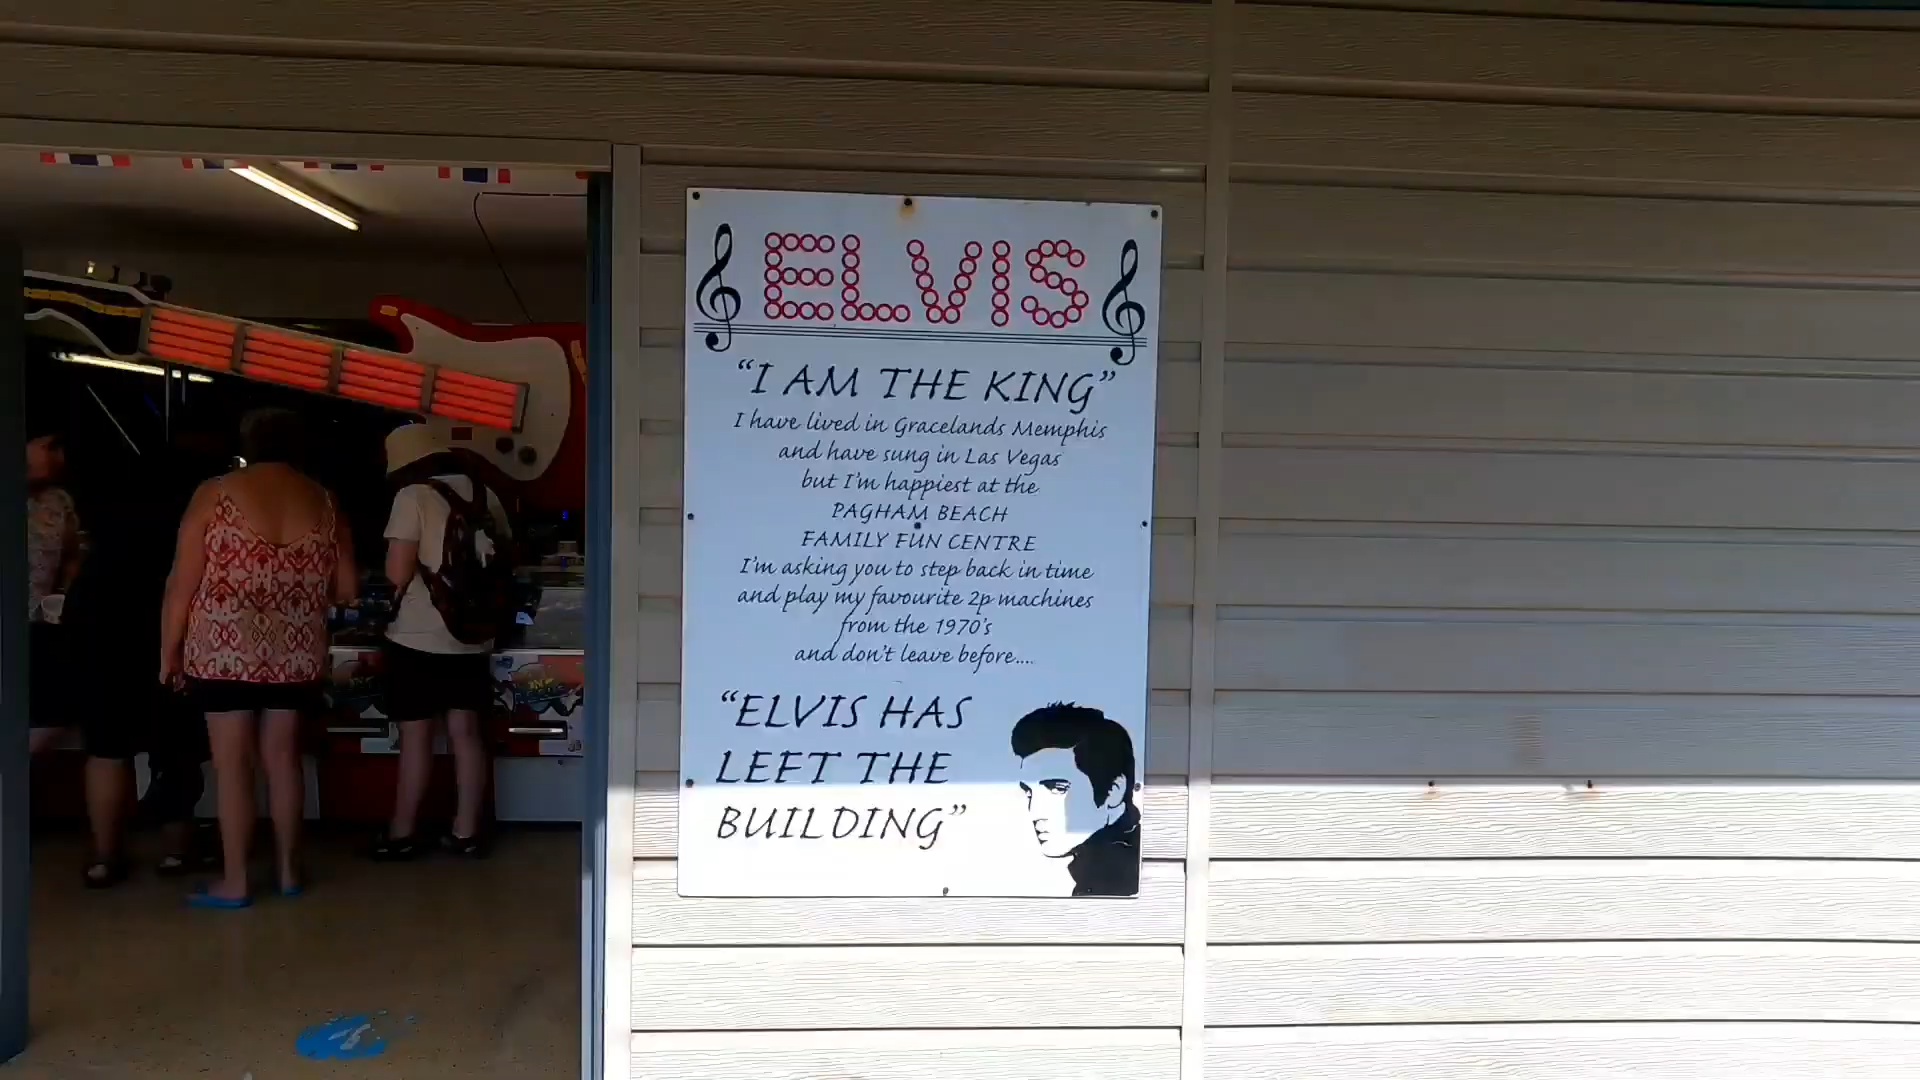 ELVIS
“I AM THE KING”
I have lived in Gracelands Memphis
and have sung in Las Vegas
but I'm happiest at the
PAGHAM BEACH
FAMILY FUN CENTRE
I'm asking you to step back in time
and play my favourite 2p machines
from the 1970's
and don't leave before....
“ELVIS HAS
LEFT THE
BUILDING”